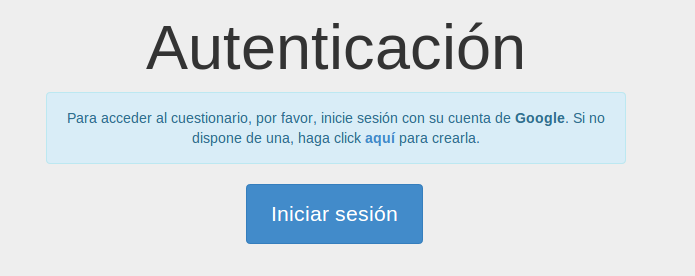 Autenticación
Para acceder al cuestionario, por favor, inicie sesión con su cuenta de Google. Si no
dispone de una, haga click aquí para crearla.
Iniciar sesión